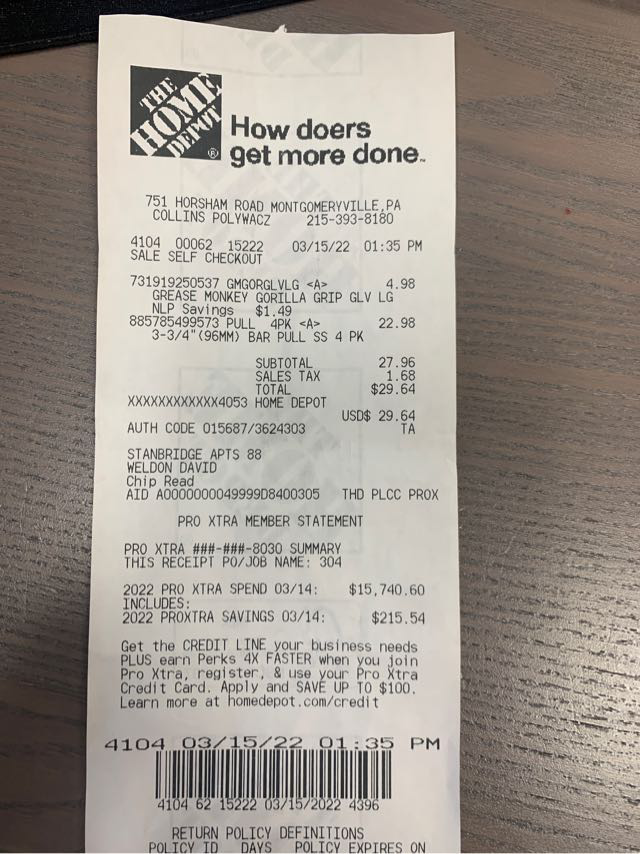 THE
HOME
DEPOT
®
How doers
get more done™
751 HORSHAM ROAD MONTGOMERYVILLE,PA
COLLINS POLYWACZ 215-393-8180
4104 00062 15222 03/15/22 01:35 PM
SALE SELF CHECKOUT
731919250537 GMGORGLVLG <A> 4.98
GREASE MONKEY GORILLA GRIP GLV LG
NLP Savings $1.49
885785499573 PULL 4PK <A> 22.98
3-3/4"(96MM) BAR PULL SS 4 PK
SUBTOTAL 27.96
SALES TAX 1.68
TOTAL $29.64
XXXXXXXXXXXX4053 HOME DEPOT
USD$ 29.64
AUTH CODE 015687/3624303 TA
STANBRIDGE APTS 88
WELDON DAVID
Chip Read
AID A0000000049999D8400305 THD PLCC PROX
PRO XTRA MEMBER STATEMENT
PRO XTRA ###-###-8030 SUMMARY
THIS RECEIPT PO/JOB NAME: 304
2022 PRO XTRA SPEND 03/14: $15,740.60
INCLUDES:
2022 PROXTRA SAVINGS 03/14: $215.54
Get the CREDIT LINE your business needs
PLUS earn Perks 4X FASTER when you join
Pro Xtra, register, & use your Pro Xtra
Credit Card. Apply and SAVE UP TO $100.
Learn more at homedepot.com/credit
4104 03/15/22 01:35 PM
4104 62 15222 03/15/2022 4396
RETURN POLICY DEFINITIONS
POLICY ID DAYS POLICY EXPIRES ON